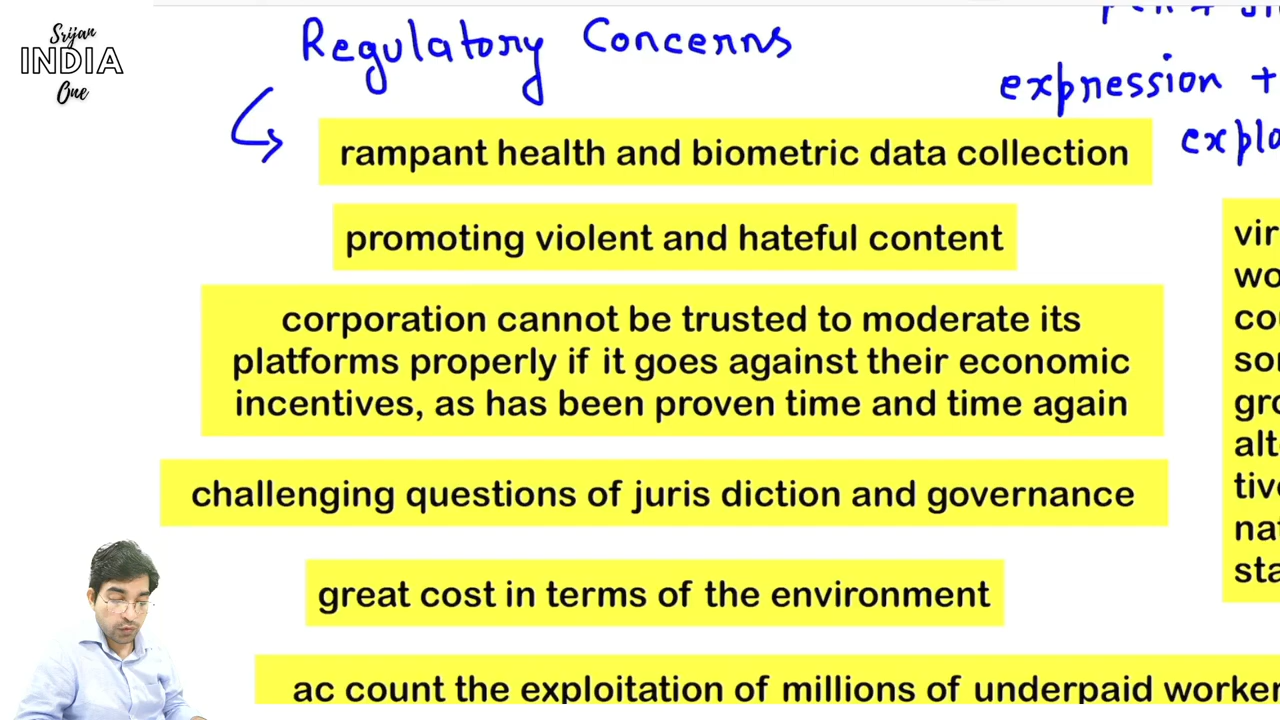 Srijan
INDIA
One
Regulatory Concerns
expression +
rampant health and biometric data collection
promoting violent and hateful content
corporation cannot be trusted to moderate its
platforms properly if it goes against their economic
incentives, as has been proven time and time again
challenging questions of juris diction and governance
great cost in terms of the environment
ac count the exploitation of millions of underpaid